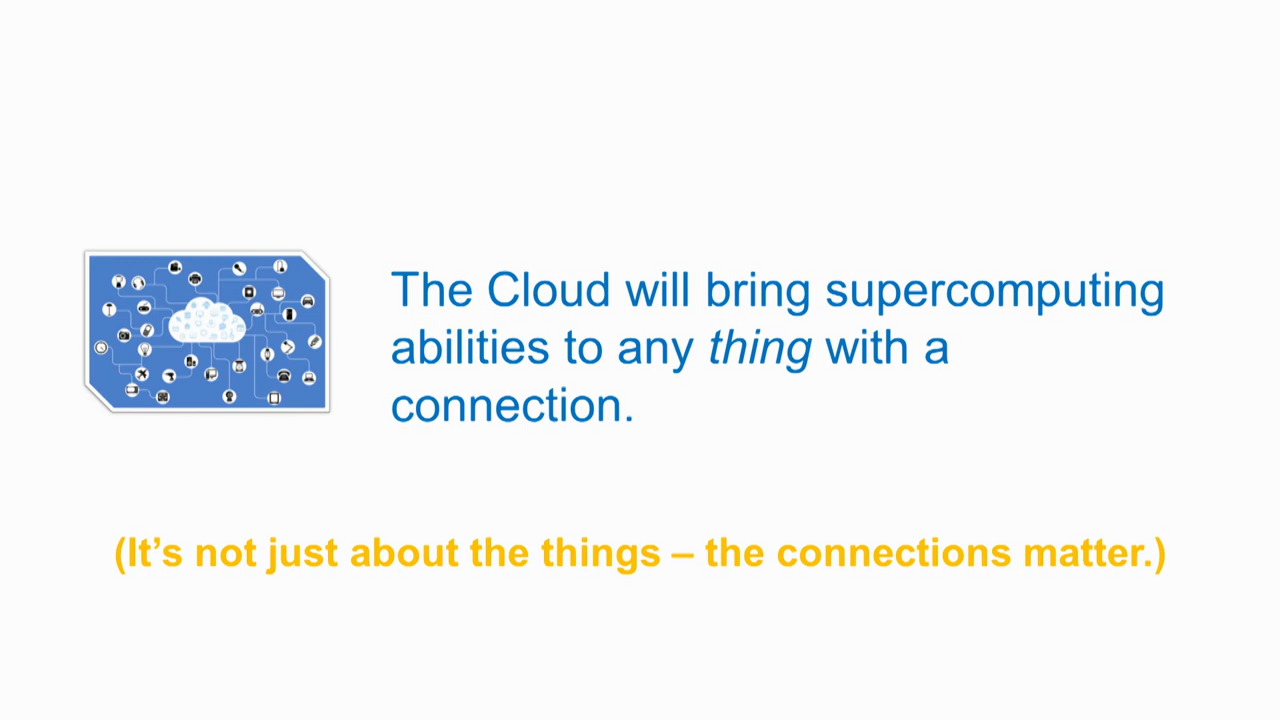 The Cloud will bring supercomputing
abilities to any thing with a
connection.
(It’s not just about the things – the connections matter.)